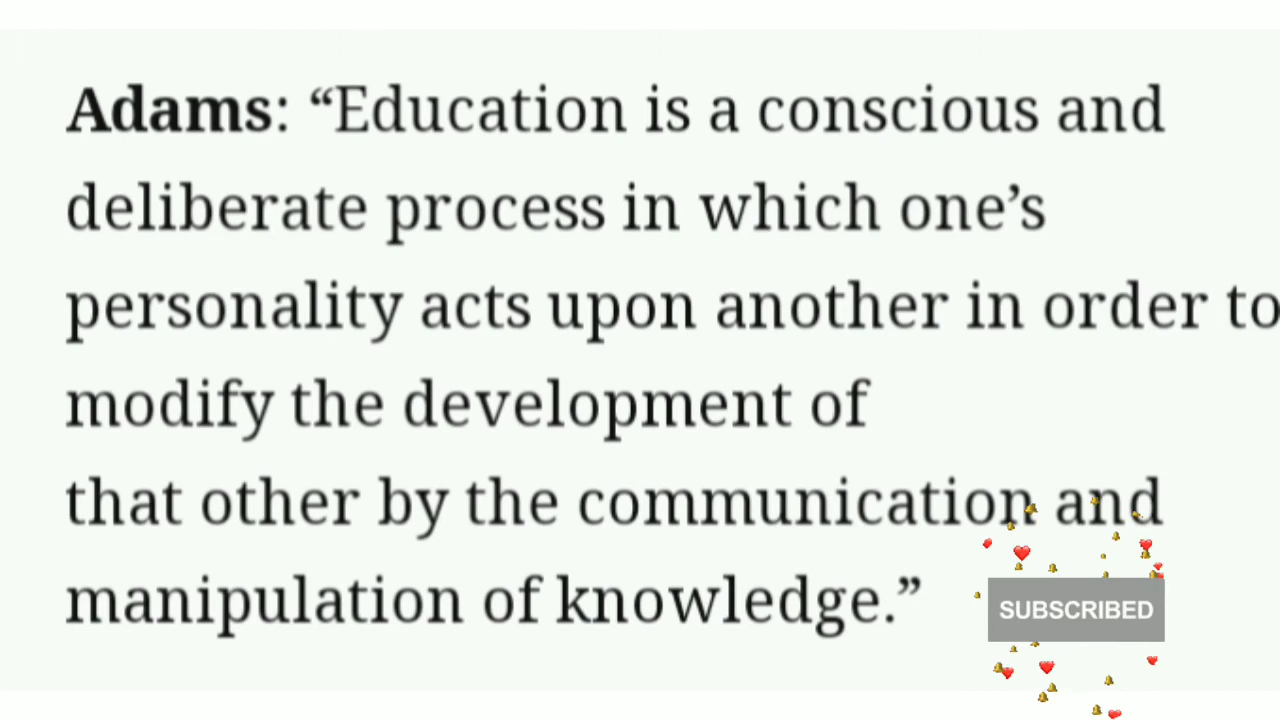 Adams: “Education is a conscious and
deliberate process in which one’s
personality acts upon another in order to
modify the development of
that other by the communication and
manipulation of knowledge.”
SUBSCRIBED